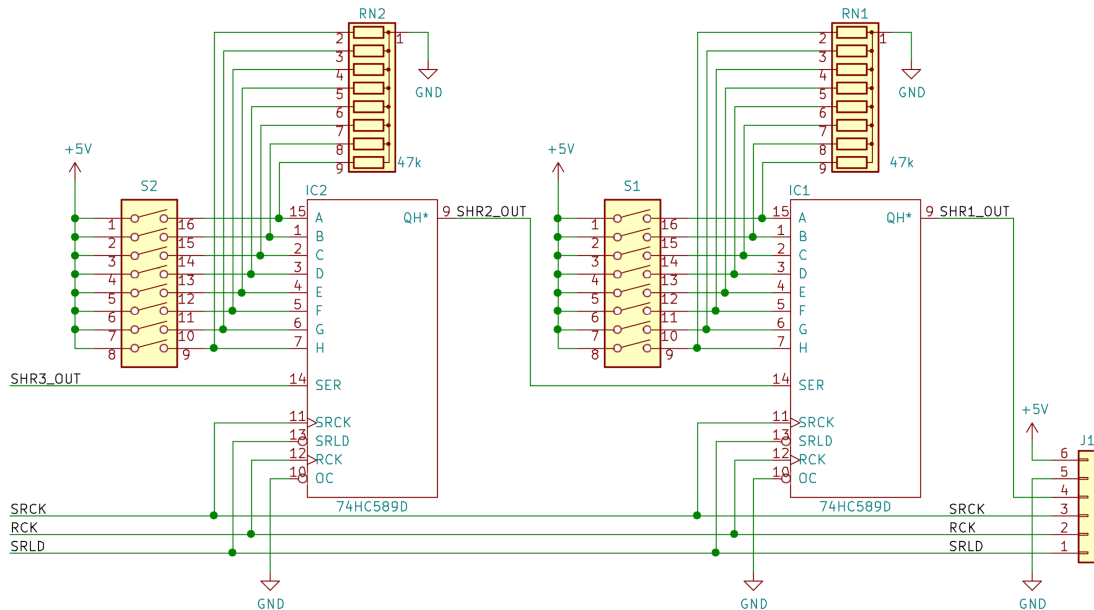 RN2
2 1
3
4 GND
5
6
7
8
9 47k
RN1
2 1
3
4 GND
5
6
7
8
9 47k
+5V
S2
1 16
2 15
3 14
4 13
5 12
6 11
7 10
8 9
IC2
15 A QH* 9 SHR2_OUT
1 B
2 C
3 D
4 E
5 F
6 G
7 H
SHR3_OUT 14 SER
11 SRCK
13 SRLD
12 RCK
10 OC
74HC589D
+5V
S1
1 16
2 15
3 14
4 13
5 12
6 11
7 10
8 9
IC1
15 A QH* 9 SHR1_OUT
1 B
2 C
3 D
4 E
5 F
6 G
7 H
14 SER
11 SRCK
13 SRLD
12 RCK
10 OC
74HC589D
+5V
J1
6
5
4
SRCK SRCK 3
RCK RCK 2
SRLD SRLD 1
GND GND GND